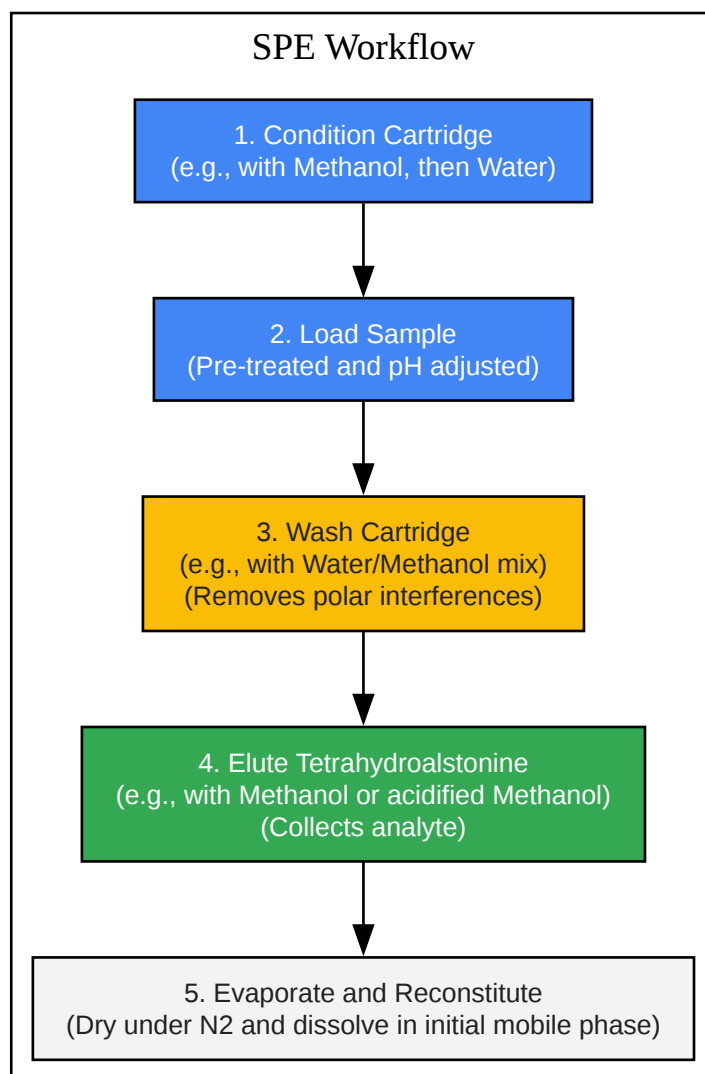 SPE Workflow
1. Condition Cartridge
(e.g., with Methanol, then Water)
2. Load Sample
(Pre-treated and pH adjusted)
3. Wash Cartridge
(e.g., with Water/Methanol mix)
(Removes polar interferences)
4. Elute Tetrahydroalstonine
(e.g., with Methanol or acidified Methanol)
(Collects analyte)
5. Evaporate and Reconstitute
(Dry under N2 and dissolve in initial mobile phase)